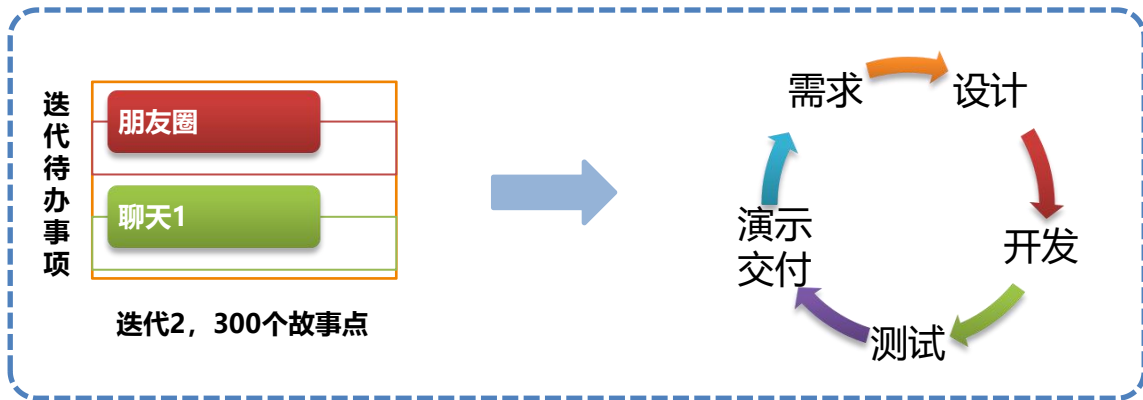 迭代待办事项
朋友圈
聊天1
迭代2，300个故事点
需求
设计
开发
测试
演示
交付